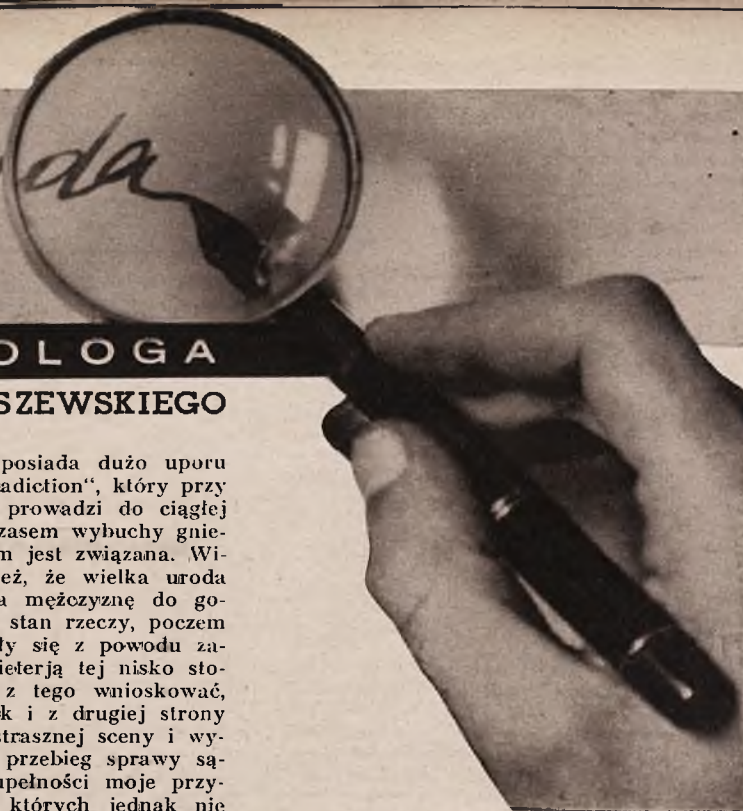 da
OLOGA
SZEWSKIEGO
posiada dużo uporu
adiction“, który przy
prowadzi do ciągłej
czasem wybuchy gnie-
m jest związana. Wi-
eż, że wielka uroda
a mężczyznę do go-
stan rzeczy, poczem
ły się z powodu za-
ieterją tej nisko sto-
z tego wnioskować,
k i z drugiej strony
strasznej sceny i wy-
przebieg sprawy są-
upełności moje przy-
których jednak nie